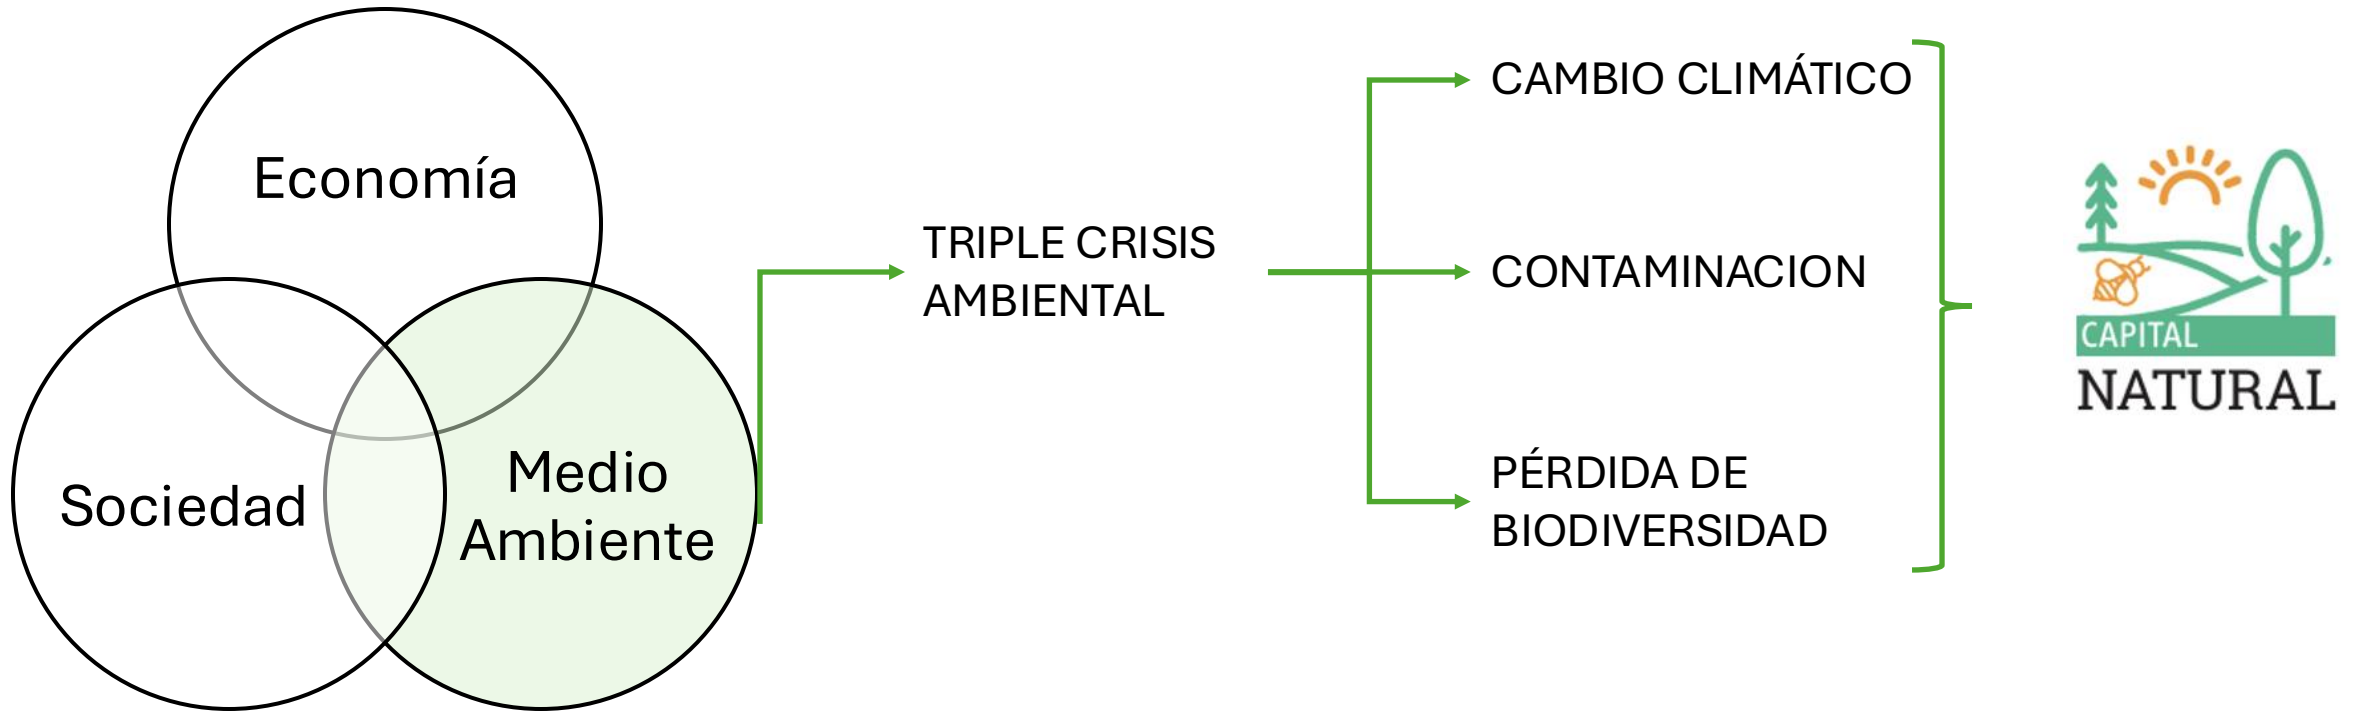 Economía
Sociedad
Medio
Ambiente
TRIPLE CRISIS
AMBIENTAL
CAMBIO CLIMÁTICO
CONTAMINACION
PÉRDIDA DE
BIODIVERSIDAD
CAPITAL
NATURAL